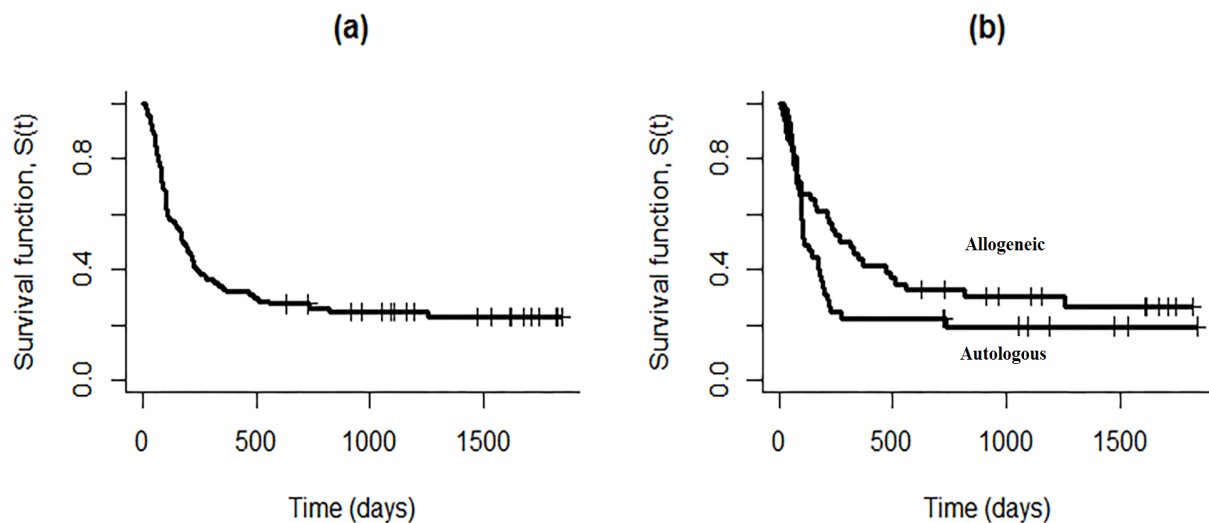 (a)
Survival function, S(t)
0.8
0.4
0.0
0 500 1000 1500
Time (days)
(b)
Survival function, S(t)
0.8
0.4
0.0
Allogeneic
Autologous
0 500 1000 1500
Time (days)